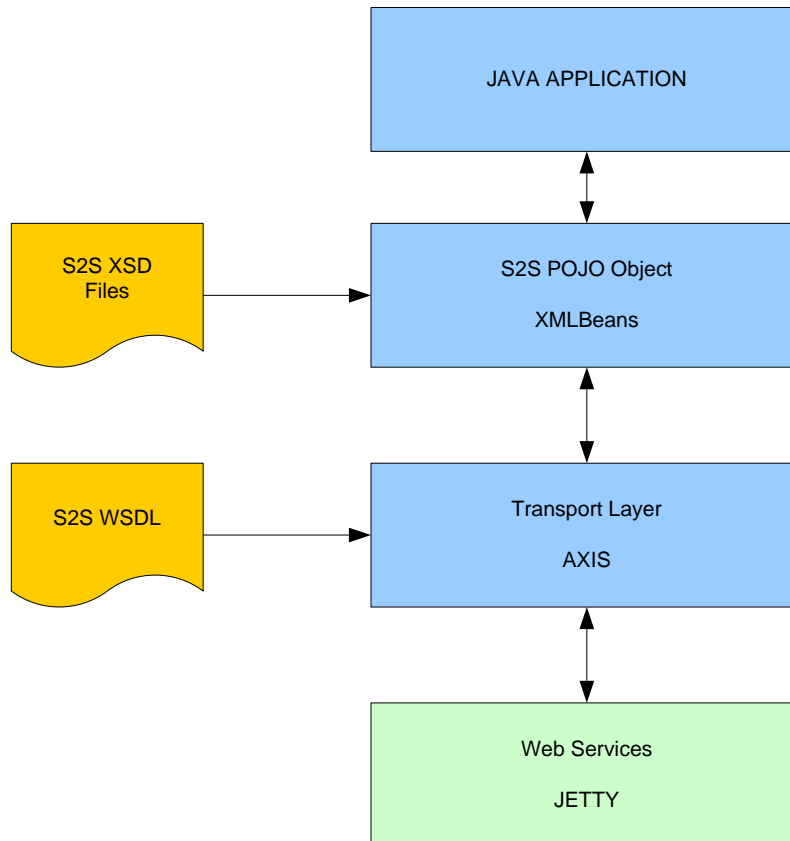 JAVA APPLICATION
S2S XSD
Files
S2S POJO Object
XMLBeans
S2S WSDL
Transport Layer
AXIS
Web Services
JETTY